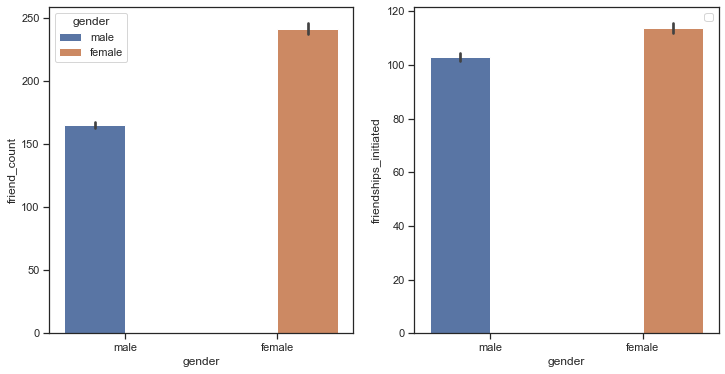 gender
male
female
friend_count
250
200
150
100
50
0
male
female
gender
friendships_initiated
120
100
80
60
40
20
0
male
female
gender